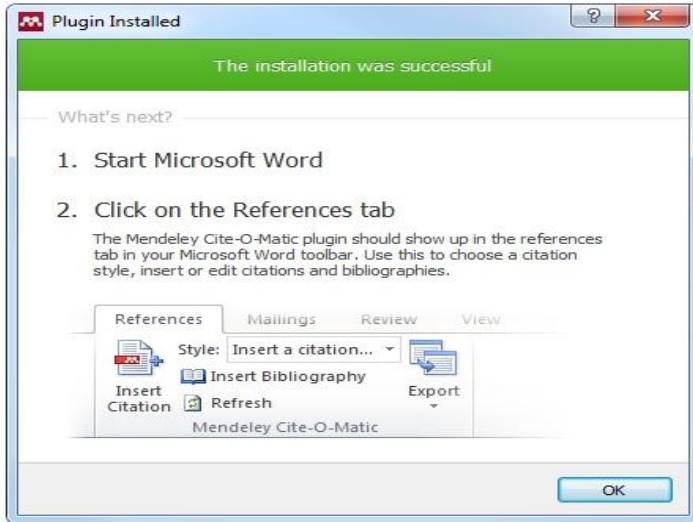 Plugin Installed
The installation was successful
What's next?
1. Start Microsoft Word
2. Click on the References tab
The Mendeley Cite-O-Matic plugin should show up in the references
tab in your Microsoft Word toolbar. Use this to choose a citation
style, insert or edit citations and bibliographies.
References Mailings Review View
Style: Insert a citation...
Insert Bibliography
Insert Citation
Refresh
Export
Mendeley Cite-O-Matic
OK